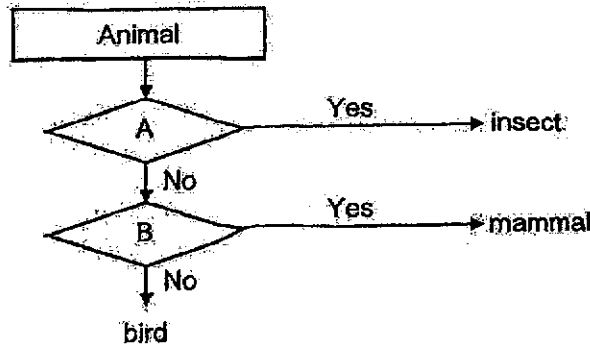 Animal
A
Yes
insect
No
B
Yes
mammal
No
bird